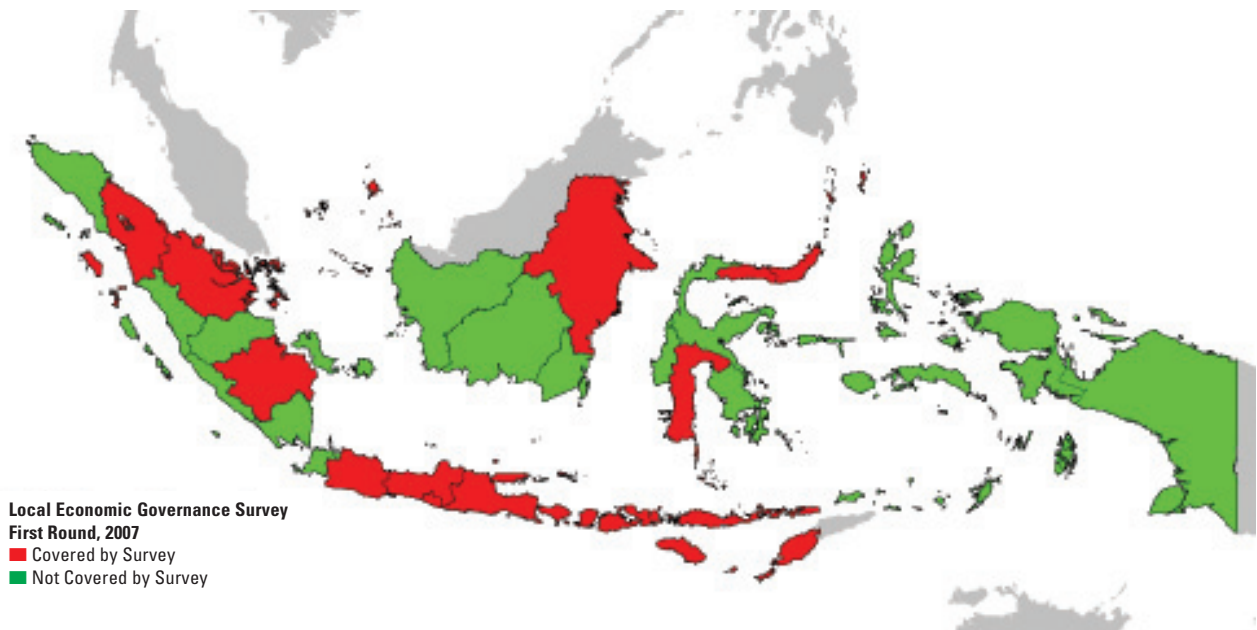 Local Economic Governance Survey
First Round, 2007
Covered by Survey
Not Covered by Survey